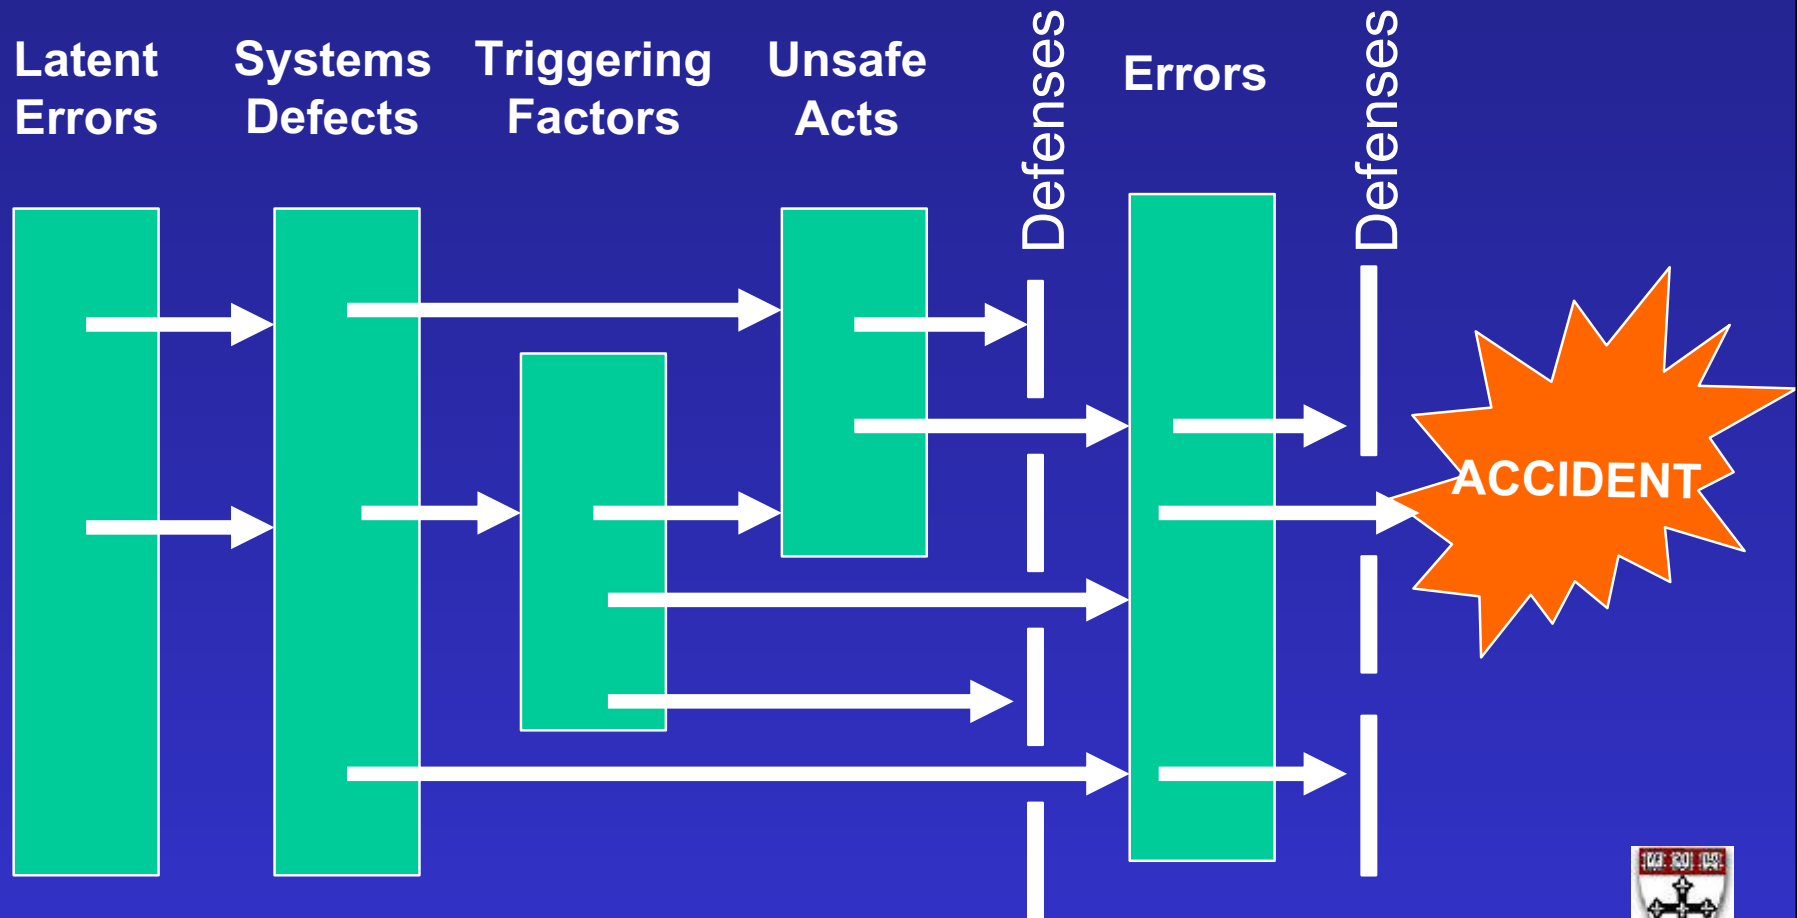 Latent
Errors
Systems
Defects
Triggering
Factors
Unsafe
Acts
Defenses
Errors
Defenses
ACCIDENT